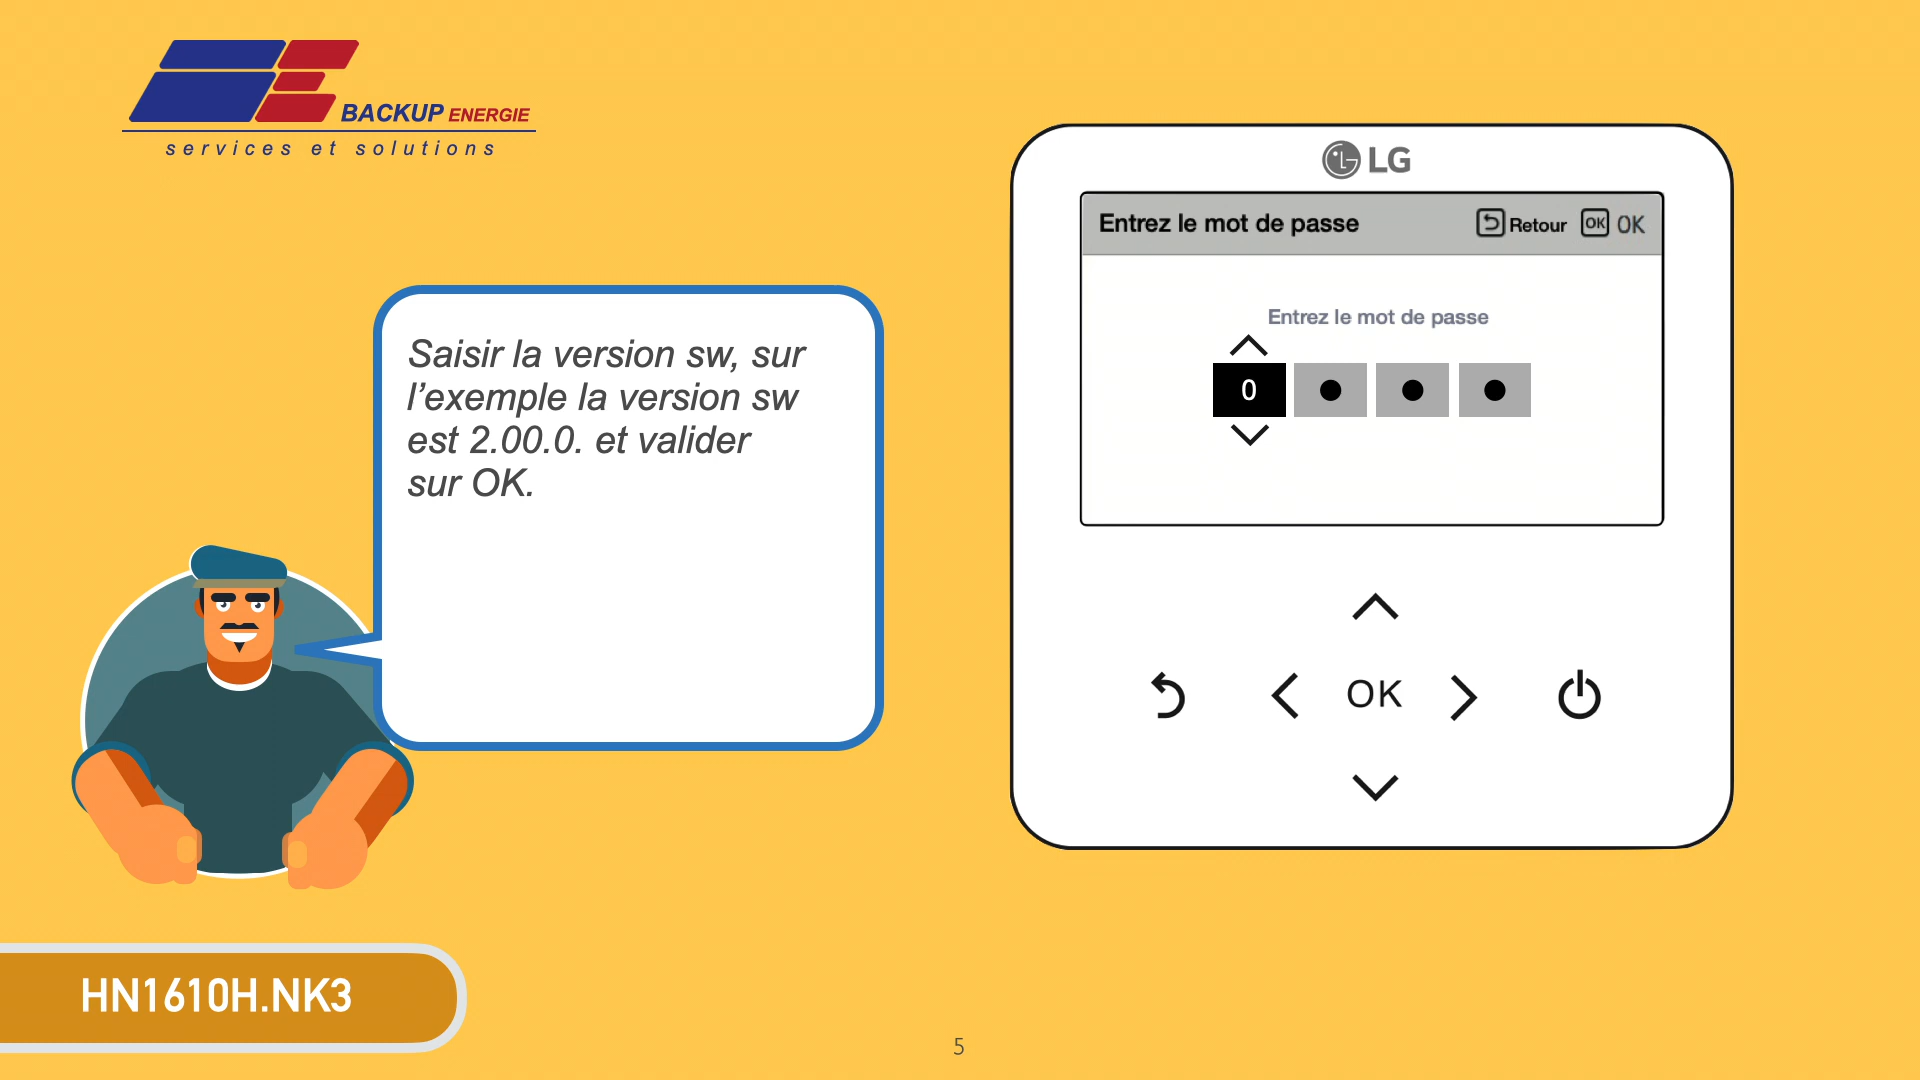 BACKUP ENERGIE
services et solutions
LG
Entrez le mot de passe
Retour OK OK
Entrez le mot de passe
0
Saisir la version sw, sur
l’exemple la version sw
est 2.00.0. et valider
sur OK.
OK
HN1610H.NK3
5